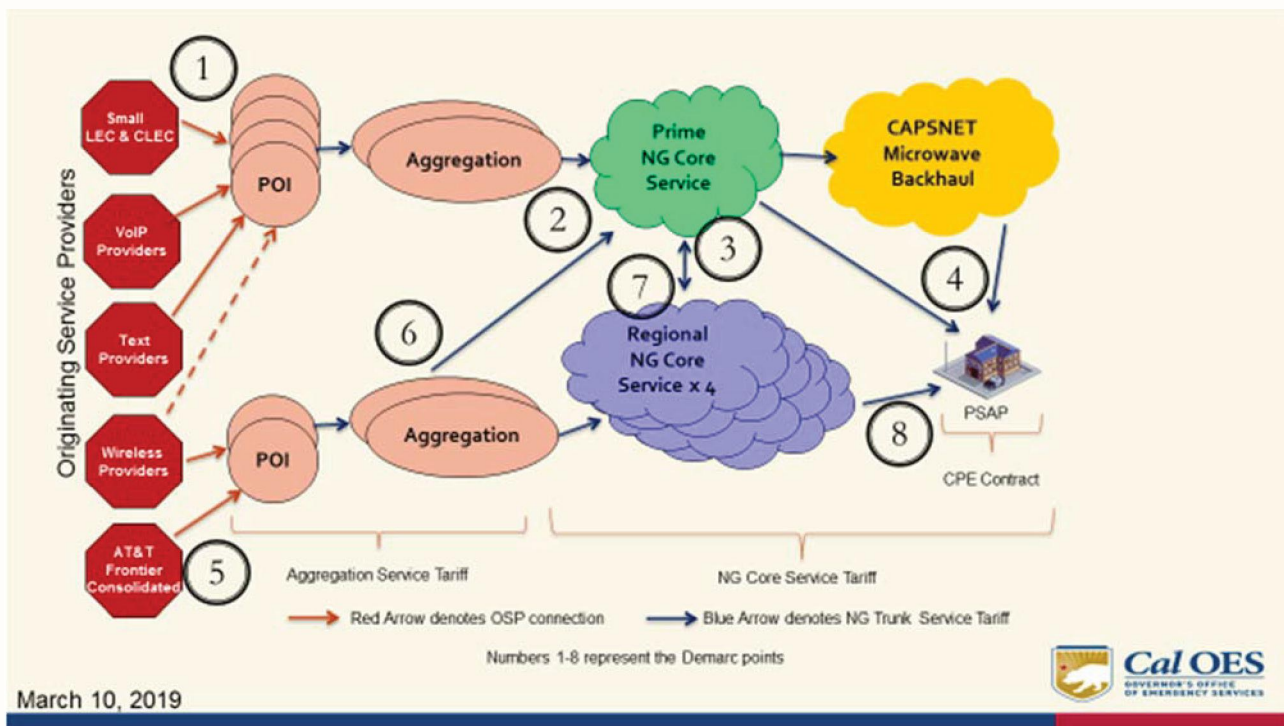 1
Small
LEC & CLEC
POI
Aggregation
Prime
NG Core
Service
CAPSNET
Microwave
Backhaul
Originating Service Providers
VoIP
Providers
2
3
4
Text
Providers
7
6
Regional
NG Core
Service x 4
PSAP
Wireless
Providers
POI
Aggregation
8
CPE Contract
AT&T
Frontier
Consolidated
5
Aggregation Service Tariff
NG Core Service Tariff
Red Arrow denotes OSP connection
Blue Arrow denotes NG Trunk Service Tariff
Numbers 1-8 represent the Demarc points
Cal OES
GOVERNOR'S OFFICE
OF EMERGENCY SERVICES
March 10, 2019